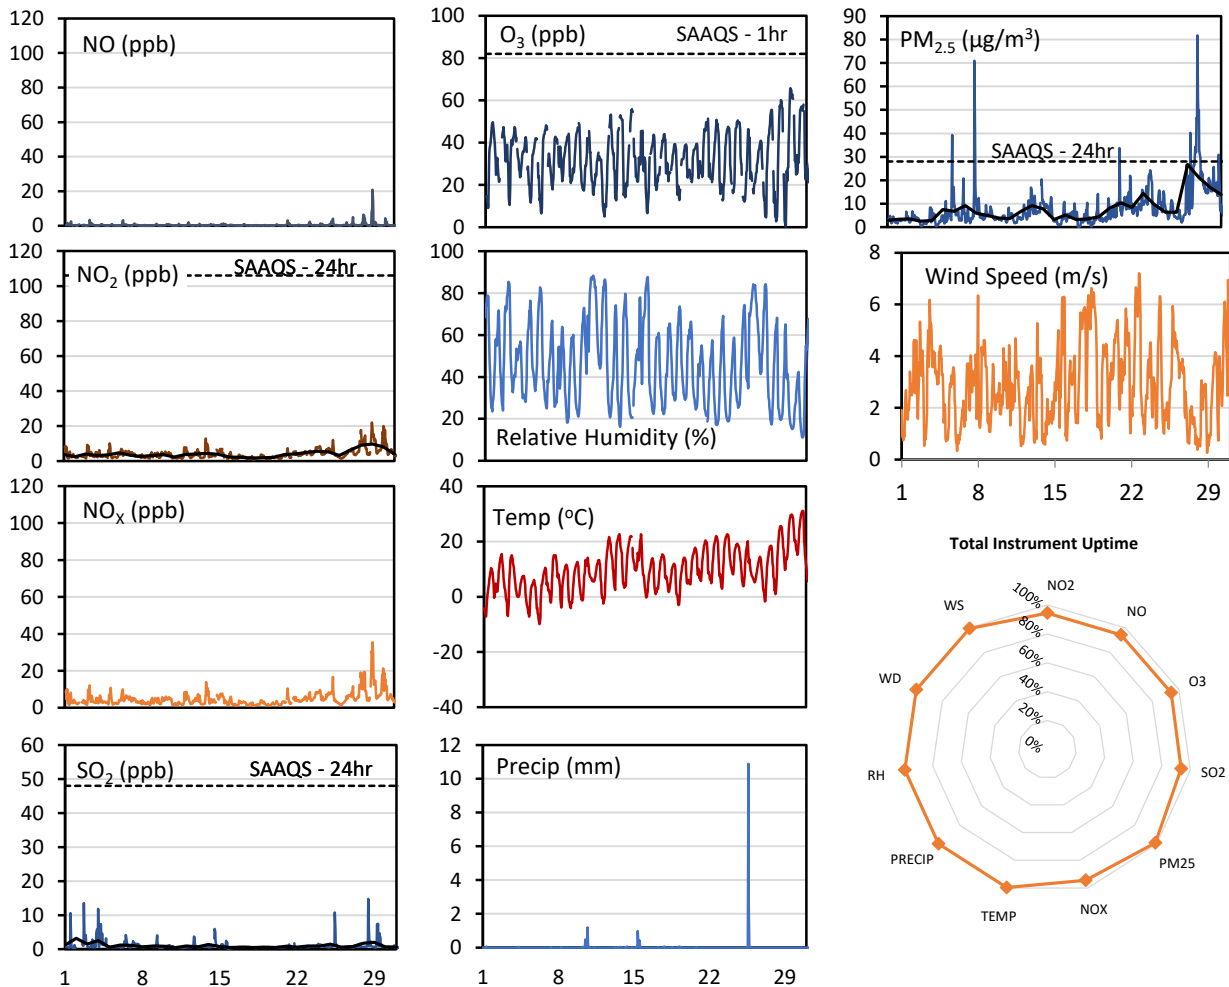 120
100
80
60
40
20
0
NO (ppb)
120
100
80
60
40
20
0
NO₂ (ppb)
SAAQS - 24hr
120
100
80
60
40
20
0
NOX (ppb)
60
50
40
30
20
10
0
SO₂ (ppb)
SAAQS - 24hr
1 8 15 22 29
100
80
60
40
20
0
O₃ (ppb)
SAAQS - 1hr
100
80
60
40
20
0
Relative Humidity (%)
40
20
0
-20
-40
Temp (oC)
12
10
8
6
4
2
0
Precip (mm)
1 8 15 22 29
90
80
70
60
50
40
30
20
10
0
PM2.5 (µg/m³)
SAAQS - 24hr
8
6
4
2
0
Wind Speed (m/s)
1 8 15 22 29
Total Instrument Uptime
100%
80%
60%
40%
20%
0%
NO2
NO
O3
SO2
PM25
NOX
TEMP
PRECIP
RH
WD
WS